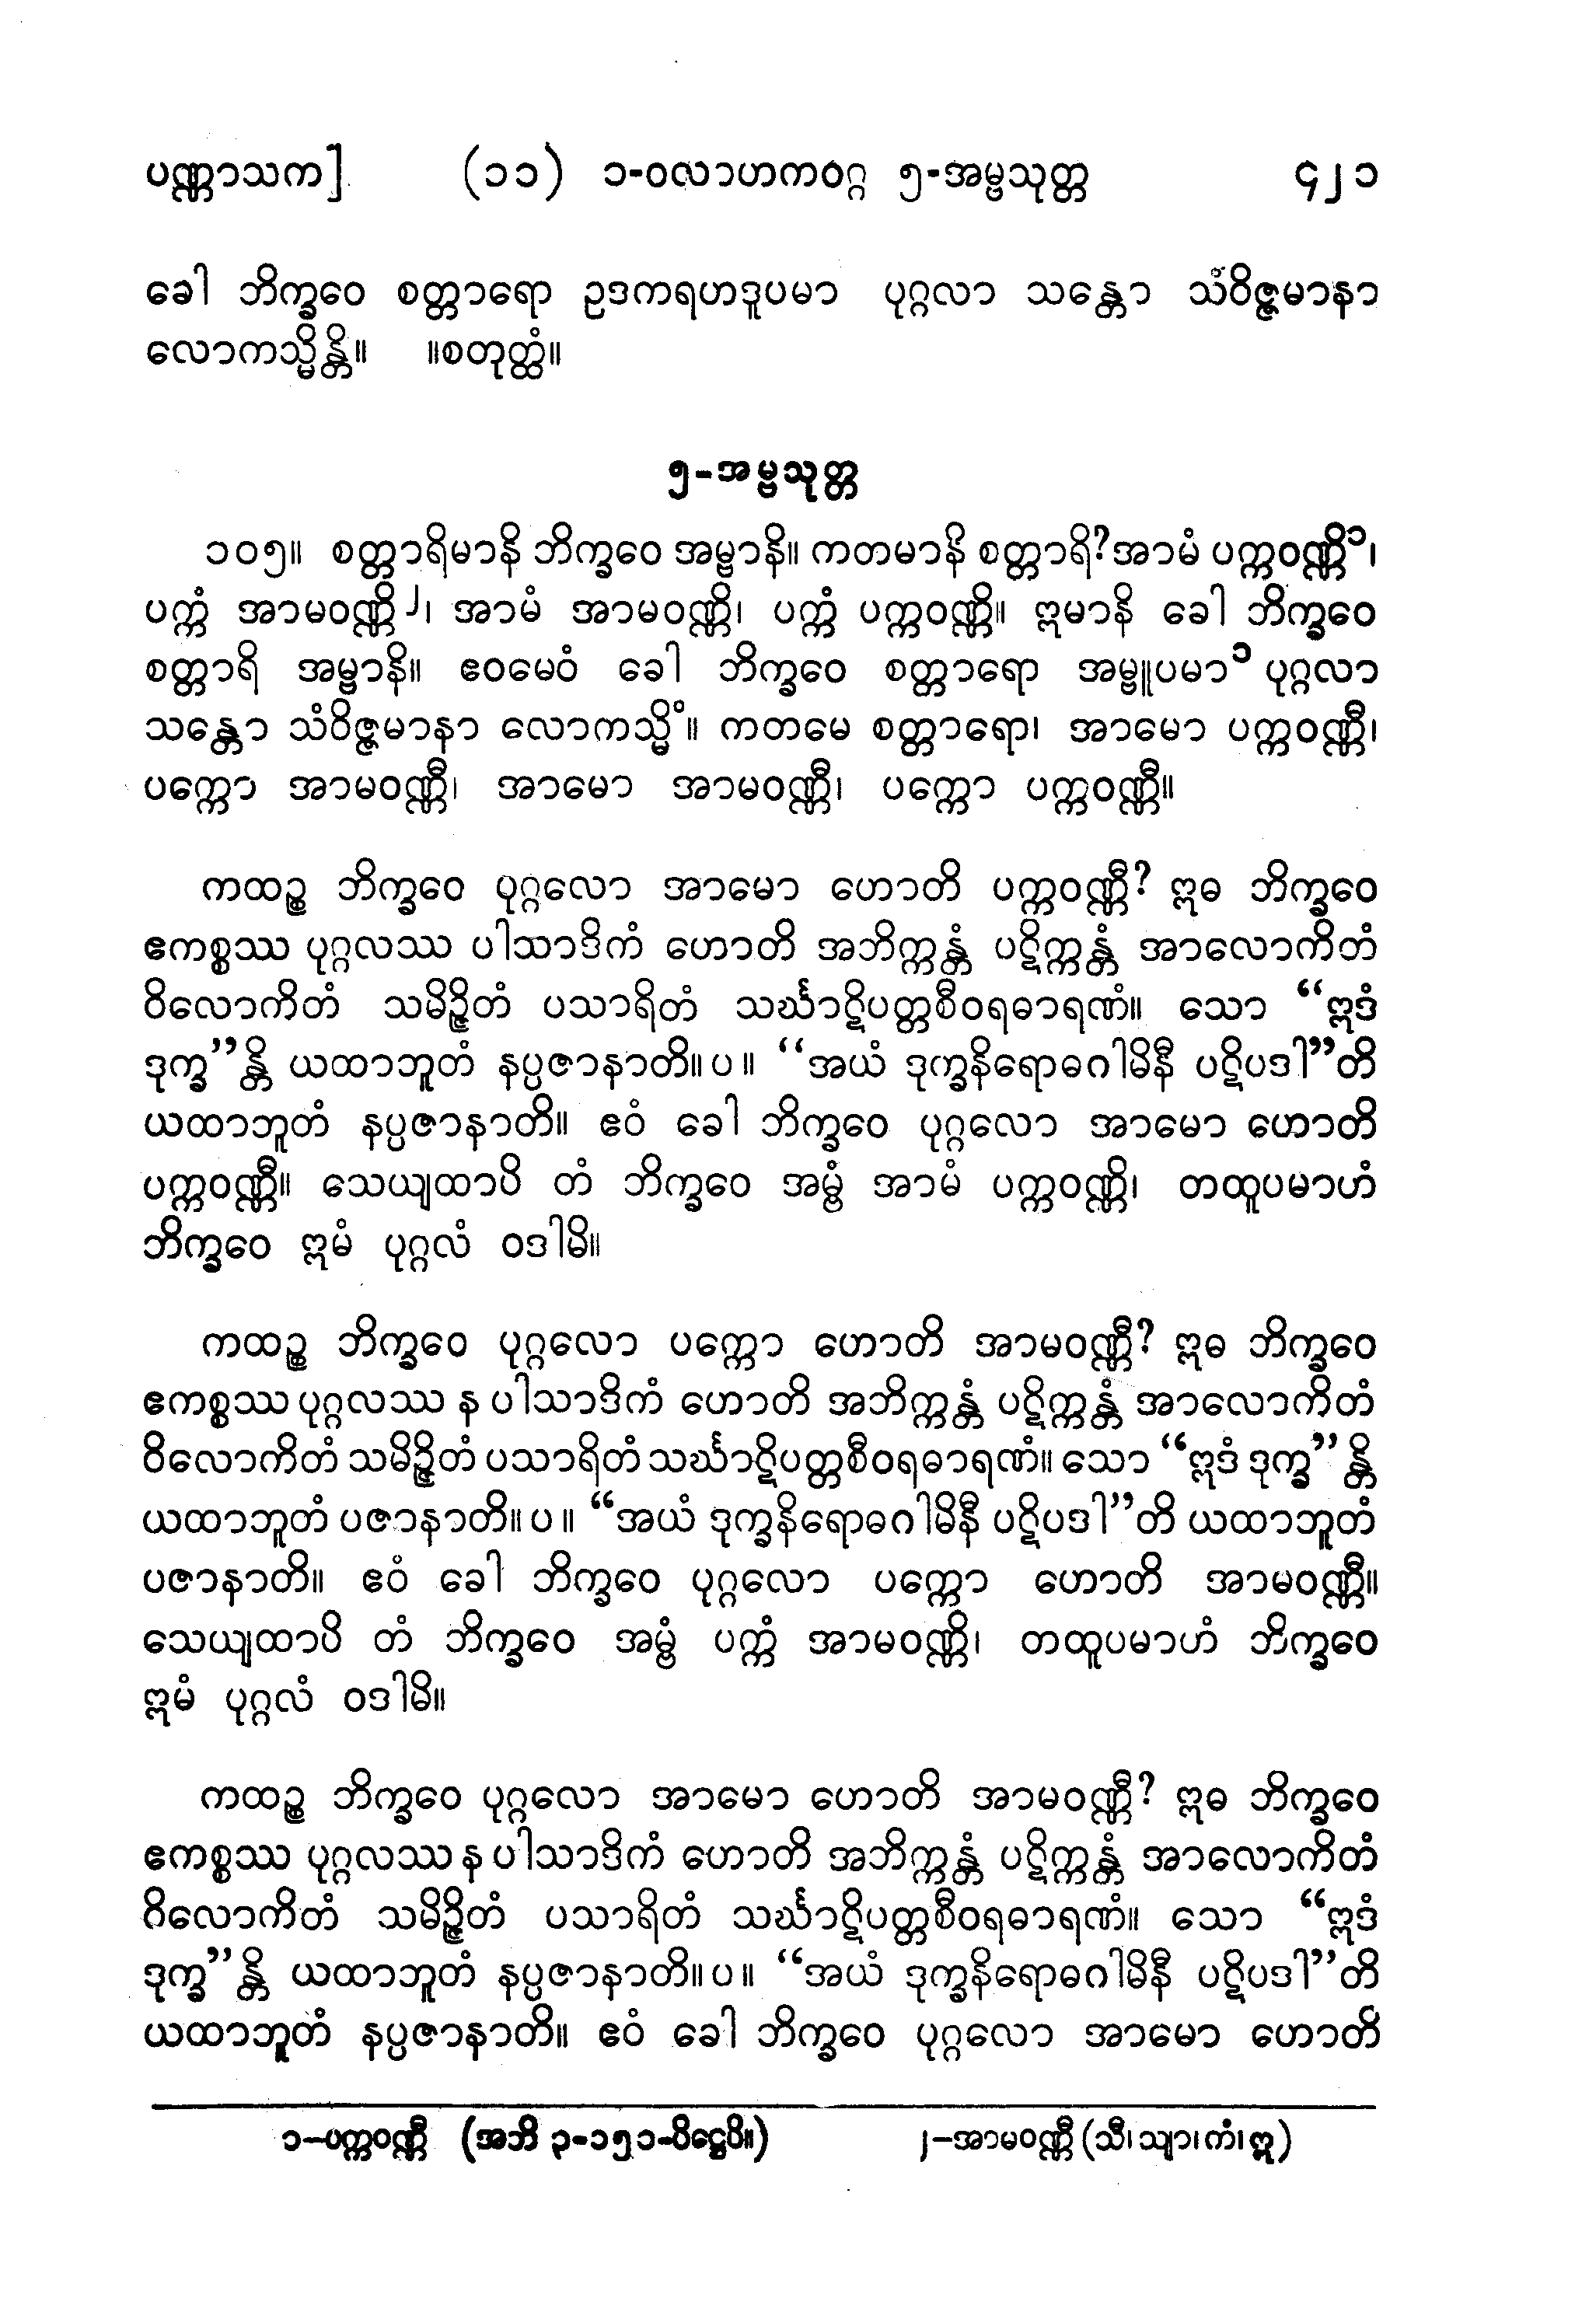 ပဏ္ဏာသက] (၁၁) ၁-ဝလာဟကဝဂ္ဂ ၅-အမ္ဗသုတ္တ ၄၂၁
ခေါ ဘိက္ခဝေ စတ္တာရော ဥဒကရဟဒူပမာ ပုဂ္ဂလာ သန္တော သံဝိဇ္ဇမာနာ
လောကသ္မိန္တိ။ ။စတုတ္ထံ။
၅-အမ္ဗသုတ္တ
၁၀၅။ စတ္တာရိမာနိ ဘိက္ခဝေ အမ္ဗာနိ။ ကတမာနိ စတ္တာရိ?အာမံ ပက္ကဝဏ္ဏိ၁၊
ပက္ကံ အာမဝဏ္ဏိ၂၊ အာမံ အာမဝဏ္ဏိ၊ ပက္ကံ ပက္ကဝဏ္ဏိ။ ဣမာနိ ခေါ ဘိက္ခဝေ
စတ္တာရိ အမ္ဗာနိ။ ဧဝမေဝံ ခေါ ဘိက္ခဝေ စတ္တာရော အမ္ဗူပမာ၁ ပုဂ္ဂလာ
သန္တော သံဝိဇ္ဇမာနာ လောကသ္မိံ။ ကတမေ စတ္တာရော၊ အာမော ပက္ကဝဏ္ဏီ၊
ပက္ကော အာမဝဏ္ဏီ၊ အာမော အာမဝဏ္ဏီ၊ ပက္ကော ပက္ကဝဏ္ဏီ။
ကထဉ္စ ဘိက္ခဝေ ပုဂ္ဂလော အာမော ဟောတိ ပက္ကဝဏ္ဏီ? ဣဓ ဘိက္ခဝေ
ဧကစ္စဿ ပုဂ္ဂလဿ ပါသာဒိကံ ဟောတိ အဘိက္ကန္တံ ပဋိက္ကန္တံ အာလောကိတံ
ဝိလောကိတံ သမိဉ္ဇိတံ ပသာရိတံ သင်္ဃာဋိပတ္တစီဝရဓာရဏံ။ သော “ဣဒံ
ဒုက္ခ”န္တိ ယထာဘူတံ နပ္ပဇာနာတိ။ပ။ “အယံ ဒုက္ခနိရောဓဂါမိနီ ပဋိပဒါ”တိ
ယထာဘူတံ နပ္ပဇာနာတိ။ ဧဝံ ခေါ ဘိက္ခဝေ ပုဂ္ဂလော အာမော ဟောတိ
ပက္ကဝဏ္ဏီ။ သေယျထာပိ တံ ဘိက္ခဝေ အမ္ဗံ အာမံ ပက္ကဝဏ္ဏိ၊ တထူပမာဟံ
ဘိက္ခဝေ ဣမံ ပုဂ္ဂလံ ဝဒါမိ။
ကထဉ္စ ဘိက္ခဝေ ပုဂ္ဂလော ပက္ကော ဟောတိ အာမဝဏ္ဏီ? ဣဓ ဘိက္ခဝေ
ဧကစ္စဿ ပုဂ္ဂလဿ န ပါသာဒိကံ ဟောတိ အဘိက္ကန္တံ ပဋိက္ကန္တံ အာလောကိတံ
ဝိလောကိတံ သမိဉ္ဇိတံ ပသာရိတံ သင်္ဃာဋိပတ္တစီဝရဓာရဏံ။ သော “ဣဒံ ဒုက္ခ”န္တိ
ယထာဘူတံ ပဇာနာတိ။ပ။ “အယံ ဒုက္ခနိရောဓဂါမိနီ ပဋိပဒါ”တိ ယထာဘူတံ
ပဇာနာတိ။ ဧဝံ ခေါ ဘိက္ခဝေ ပုဂ္ဂလော ပက္ကော ဟောတိ အာမဝဏ္ဏီ။
သေယျထာပိ တံ ဘိက္ခဝေ အမ္ဗံ ပက္ကံ အာမဝဏ္ဏိ၊ တထူပမာဟံ ဘိက္ခဝေ
ဣမံ ပုဂ္ဂလံ ဝဒါမိ။
ကထဉ္စ ဘိက္ခဝေ ပုဂ္ဂလော အာမော ဟောတိ အာမဝဏ္ဏီ? ဣဓ ဘိက္ခဝေ
ဧကစ္စဿ ပုဂ္ဂလဿ န ပါသာဒိကံ ဟောတိ အဘိက္ကန္တံ ပဋိက္ကန္တံ အာလောကိတံ
ဝိလောကိတံ သမိဉ္ဇိတံ ပသာရိတံ သင်္ဃာဋိပတ္တစီဝရဓာရဏံ။ သော “ဣဒံ
ဒုက္ခ”န္တိ ယထာဘူတံ နပ္ပဇာနာတိ။ပ။ “အယံ ဒုက္ခနိရောဓဂါမိနီ ပဋိပဒါ”တိ
ယထာဘူတံ နပ္ပဇာနာတိ။ ဧဝံ ခေါ ဘိက္ခဝေ ပုဂ္ဂလော အာမော ဟောတိ
၁–ပက္ကဝဏ္ဏီ (အဘိ ၃-၁၅၁-ပိဋ္ဌေပိ။) ၂–အာမဝဏ္ဏီ (သီ၊ သျာ၊ ကံ၊ ဣ)